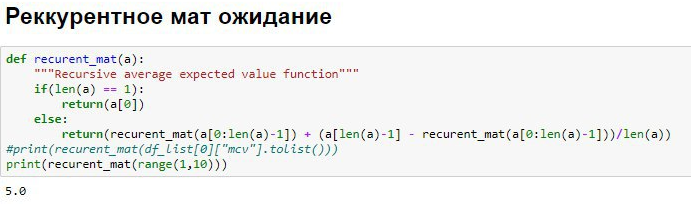 Реккурентное мат ожидание
def recurent_mat(a):
    """Recursive average expected value function"""
    if(len(a) == 1):
        return(a[0])
    else:
        return(recurent_mat(a[0:len(a)-1]) + (a[len(a)-1] - recurent_mat(a[0:len(a)-1]))/len(a))
#print(recurent_mat(df_list[0]["mcv"].tolist()))
print(recurent_mat(range(1,10)))
5.0